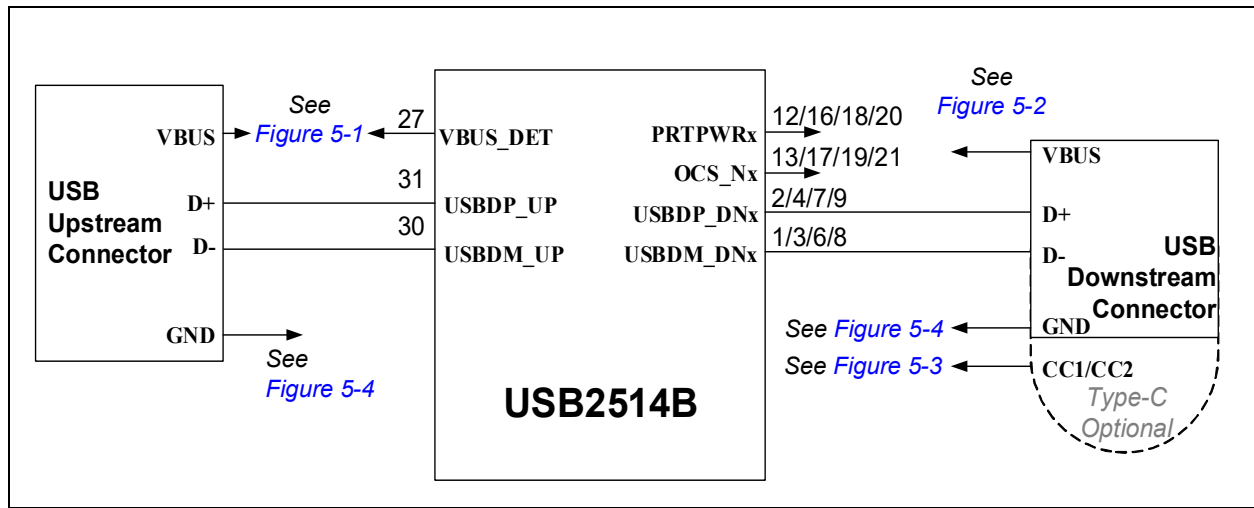 See
Figure 5-1
VBUS
USB
Upstream
Connector
D+
D-
GND
See
Figure 5-4
27
31
30
VBUS_DET
USBDP_UP
USBDM_UP
PRTPWRx
OCS_Nx
USBDP_DNx
USBDM_DNx
USB2514B
12/16/18/20
13/17/19/21
2/4/7/9
1/3/6/8
See
Figure 5-2
VBUS
D+
D-
USB
Downstream
Connector
See Figure 5-4
GND
See Figure 5-3
CC1/CC2
Type-C
Optional